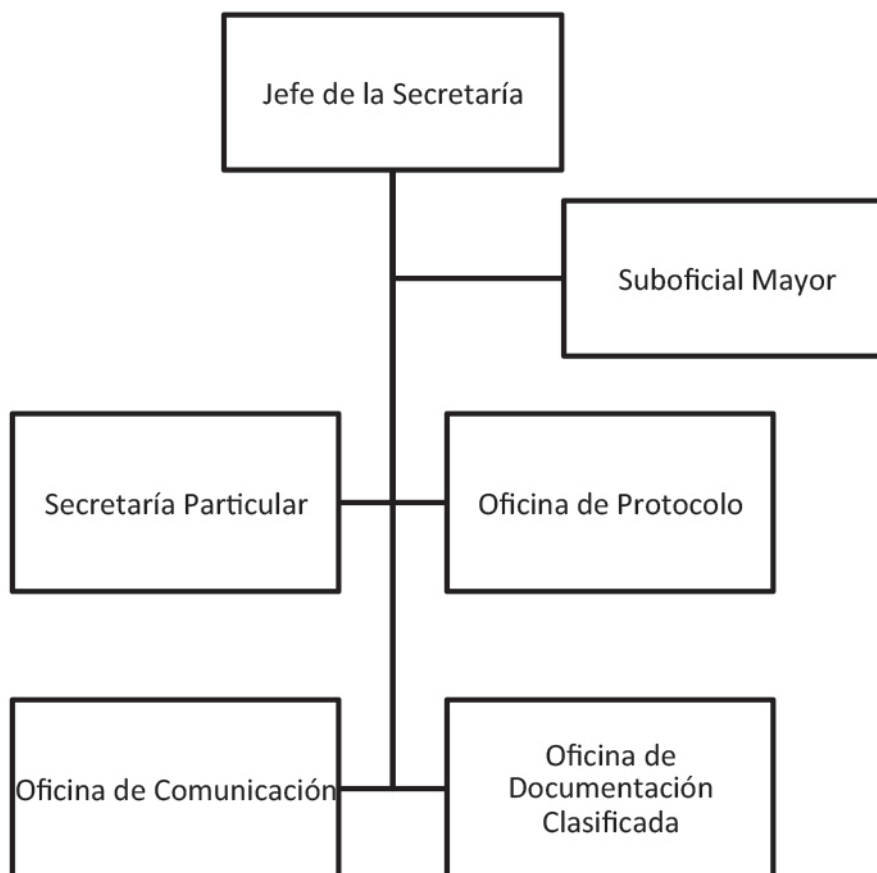 Jefe de la Secretaría
Suboficial Mayor
Secretaría Particular
Oficina de Protocolo
Oficina de Comunicación
Oficina de
Documentación
Clasificada